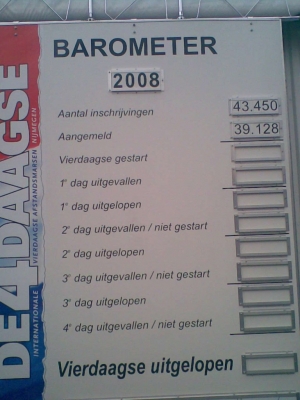 BAROMETER
2008
Aantal inschrijvingen 43.450
Aangemeld 39.128
Vierdaagse gestart
1e dag uitgevallen
1e dag uitgelopen
2e dag uitgevallen / niet gestart
2e dag uitgelopen
3e dag uitgevallen / niet gestart
3e dag uitgelopen
4e dag uitgevallen / niet gestart
Vierdaagse uitgelopen
DE 4DAAGSE
INTERNATIONALE VIERDAAGSE AFSTANDSMARSEN NIJMEGEN